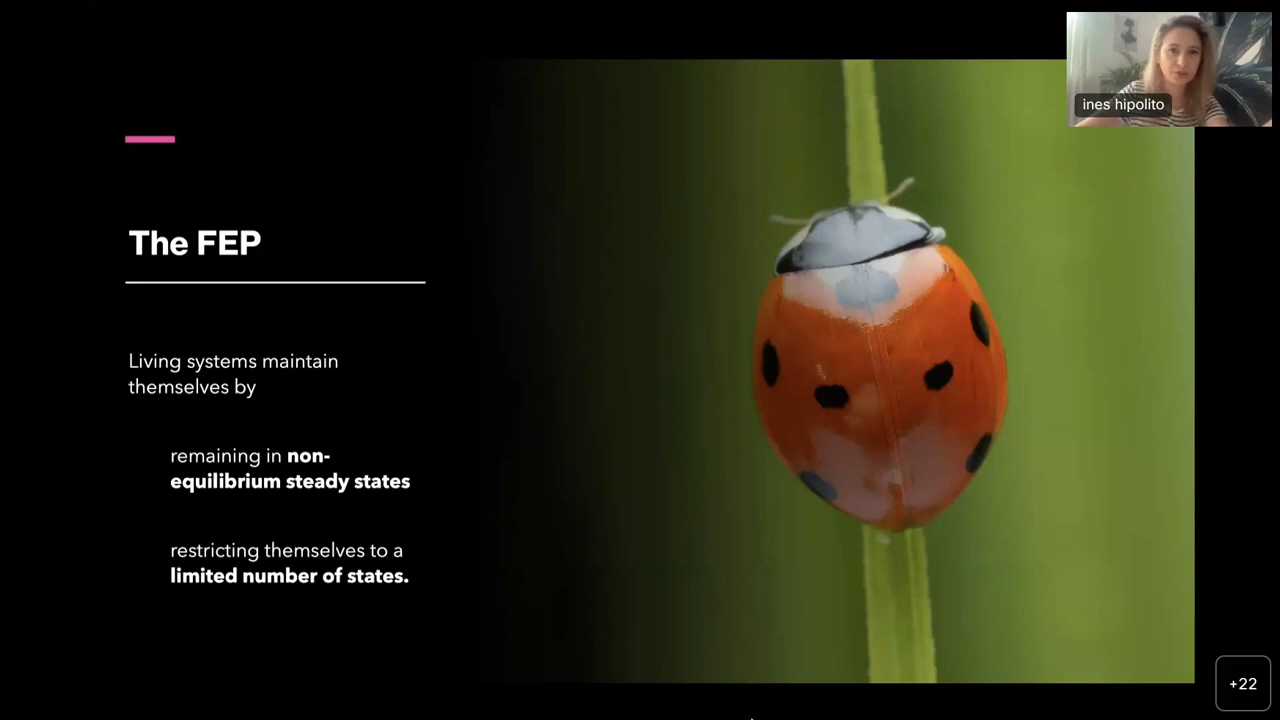 ines hipolito
The FEP
Living systems maintain
themselves by
remaining in non-
equilibrium steady states
restricting themselves to a
limited number of states.
+22